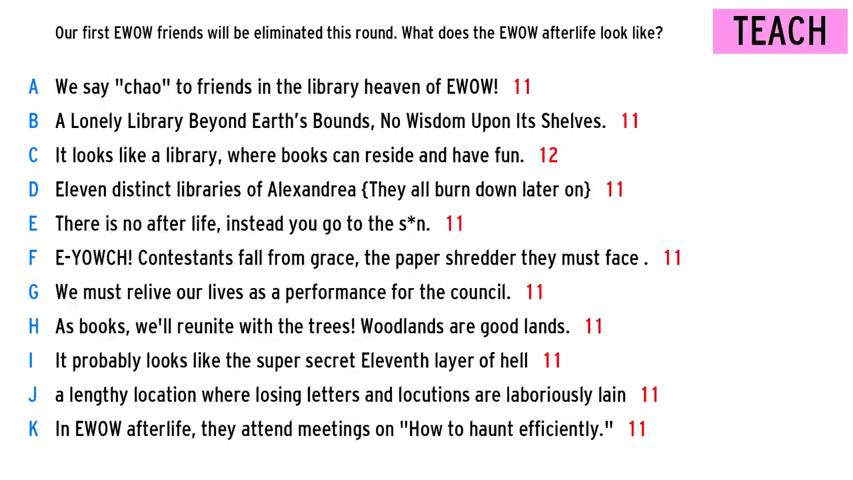 Our first EWOW friends will be eliminated this round. What does the EWOW afterlife look like?
TEACH
A We say "chao" to friends in the library heaven of EWOW! 11
B A Lonely Library Beyond Earth's Bounds, No Wisdom Upon Its Shelves. 11
C It looks like a library, where books can reside and have fun. 12
D Eleven distinct libraries of Alexandrea {They all burn down later on} 11
E There is no after life, instead you go to the s*n. 11
F E-YOWCH! Contestants fall from grace, the paper shredder they must face . 11
G We must relive our lives as a performance for the council. 11
H As books, we'll reunite with the trees! Woodlands are good lands. 11
I It probably looks like the super secret Eleventh layer of hell 11
J a lengthy location where losing letters and locutions are laboriously lain 11
K In EWOW afterlife, they attend meetings on "How to haunt efficiently." 11